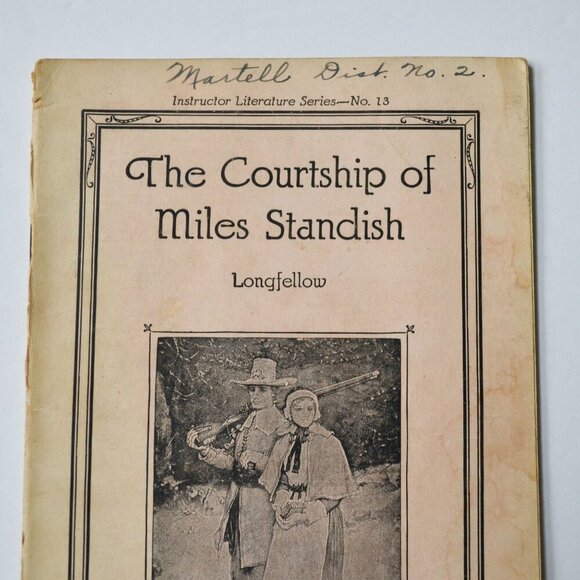 Martell Dist. No. 2.
Instructor Literature Series—No. 13
The Courtship of
Miles Standish
Longfellow